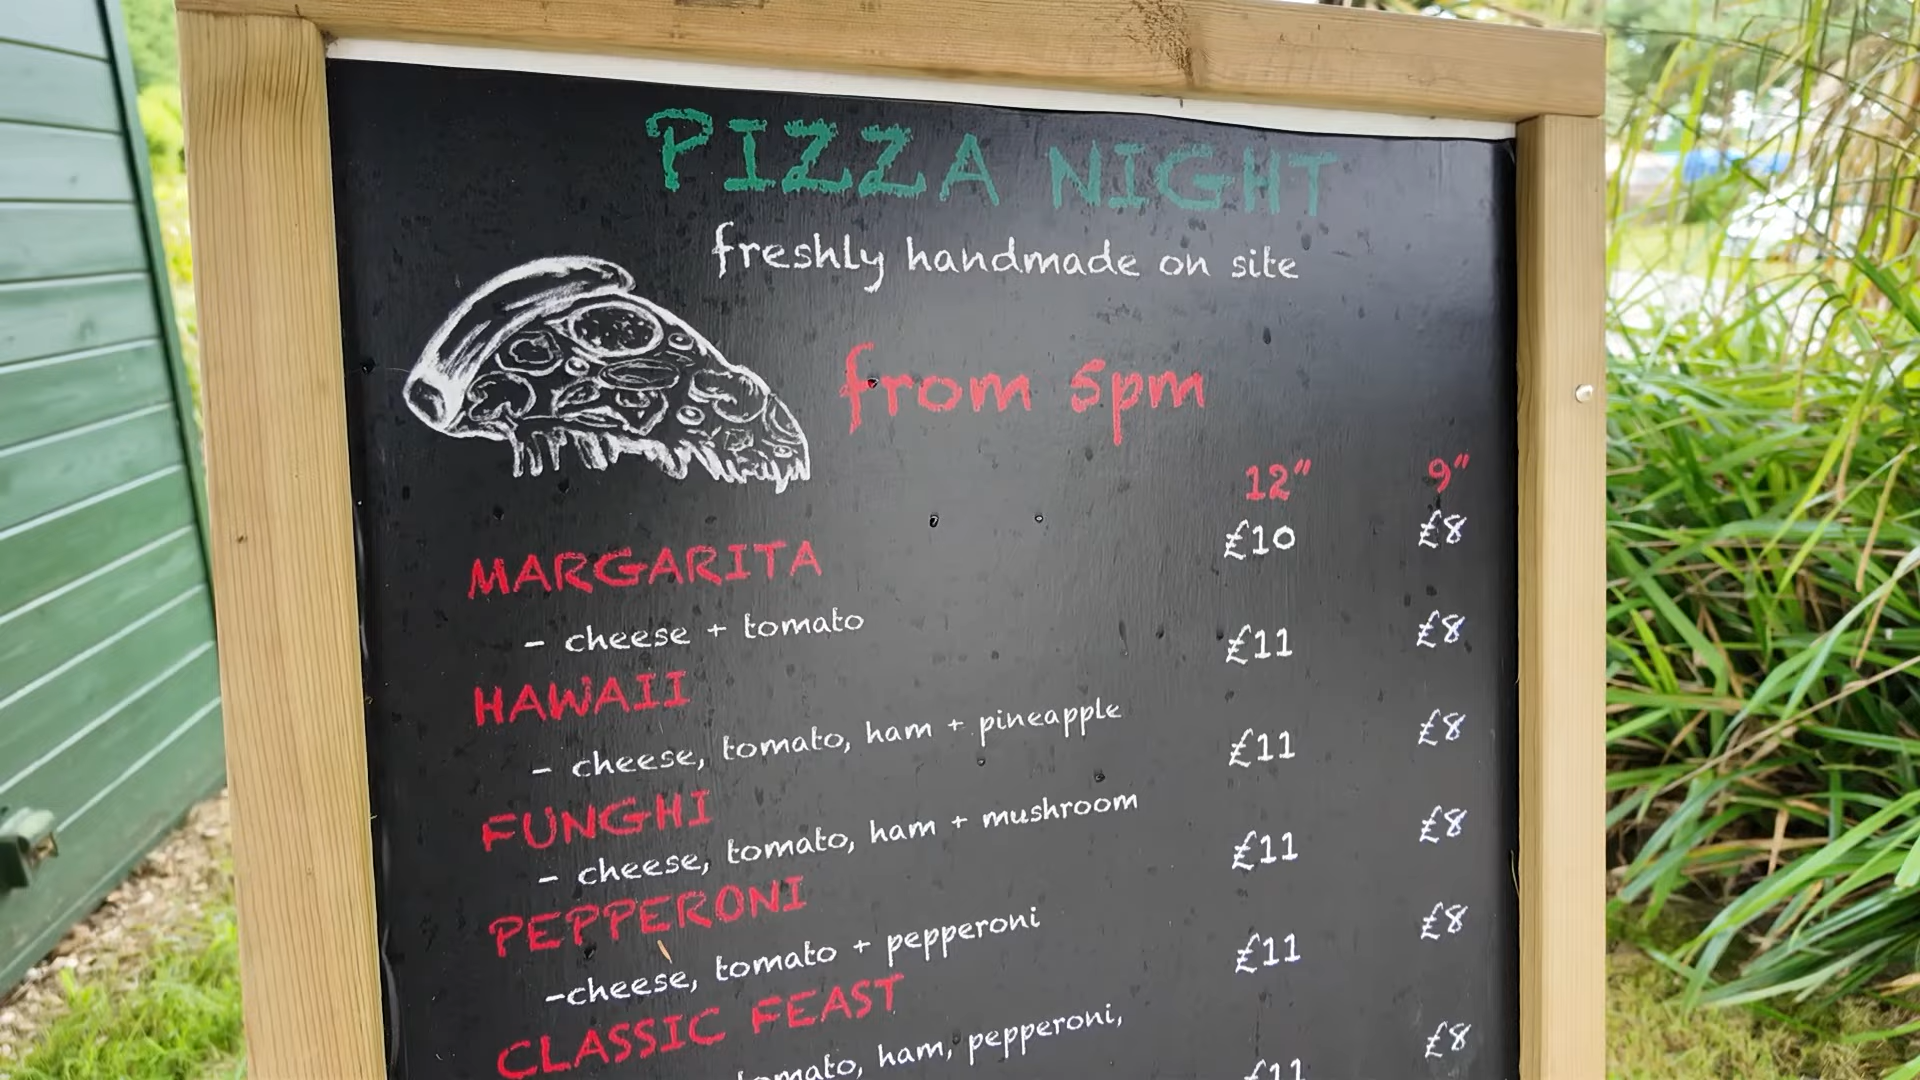 PIZZA NIGHT
freshly handmade on site
from 5pm
12" 9"
MARGARITA £10 £8
- cheese + tomato
HAWAII £11 £8
- cheese, tomato, ham + pineapple
FUNGHI £11 £8
- cheese, tomato, ham + mushroom
PEPPERONI £11 £8
-cheese, tomato + pepperoni
CLASSIC FEAST £11 £8
tomato, ham, pepperoni,
£11 £8